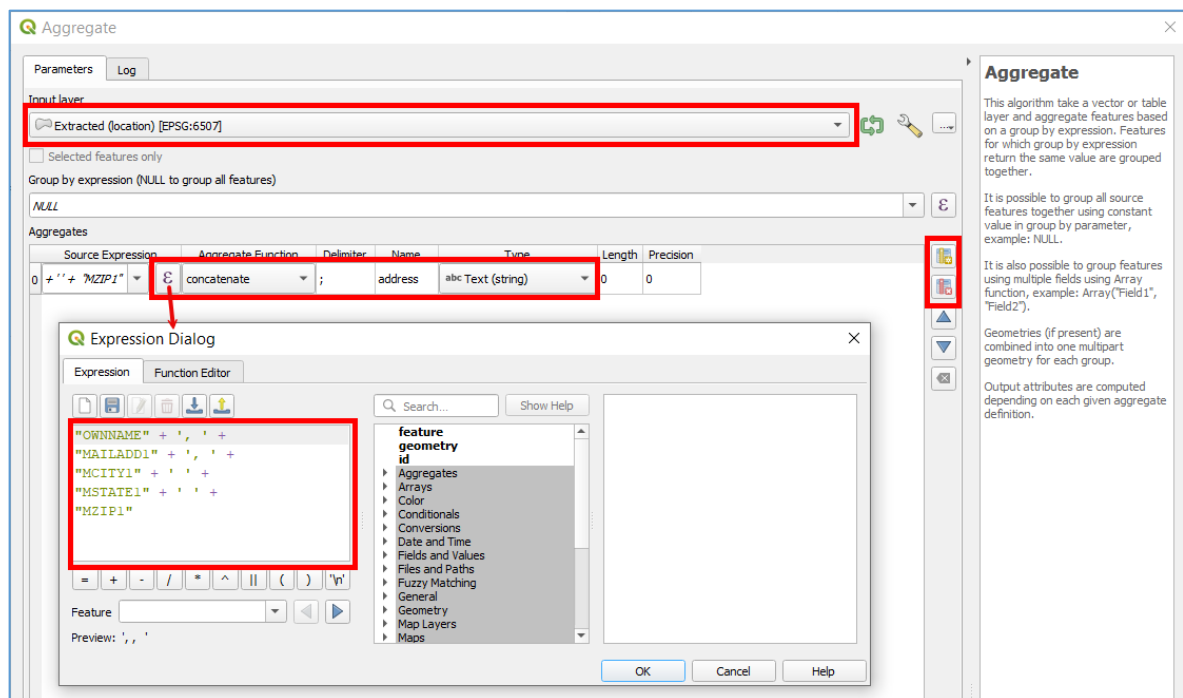 Aggregate
Parameters
Log
Input layer
Extracted (location) [EPSG:6507]
Selected features only
Group by expression (NULL to group all features)
NULL
ε
Aggregates
Source Expression Aggregate Function Delimiter Name Type Length Precision
0 + ' ' + "MZIP1" ε concatenate ; address abc Text (string) 0 0
Expression Dialog
Expression
Function Editor
Search...
Show Help
"OWNNAME" + ', ' +
"MAILADD1" + ', ' +
"MCITY1" + ' ' +
"MSTATE1" + ' ' +
"MZIP1"
= + - / * ^ || ( ) '\n'
Feature
Preview: ', , '
feature
geometry
id
Aggregates
Arrays
Color
Conditionals
Conversions
Date and Time
Fields and Values
Files and Paths
Fuzzy Matching
General
Geometry
Map Layers
Maps
OK
Cancel
Help
Aggregate
This algorithm take a vector or table
layer and aggregate features based
on a group by expression. Features
for which group by expression
return the same value are grouped
together.
It is possible to group all source
features together using constant
value in group by parameter,
example: NULL.
It is also possible to group features
using multiple fields using Array
function, example: Array("Field1",
"Field2").
Geometries (if present) are
combined into one multipart
geometry for each group.
Output attributes are computed
depending on each given aggregate
definition.